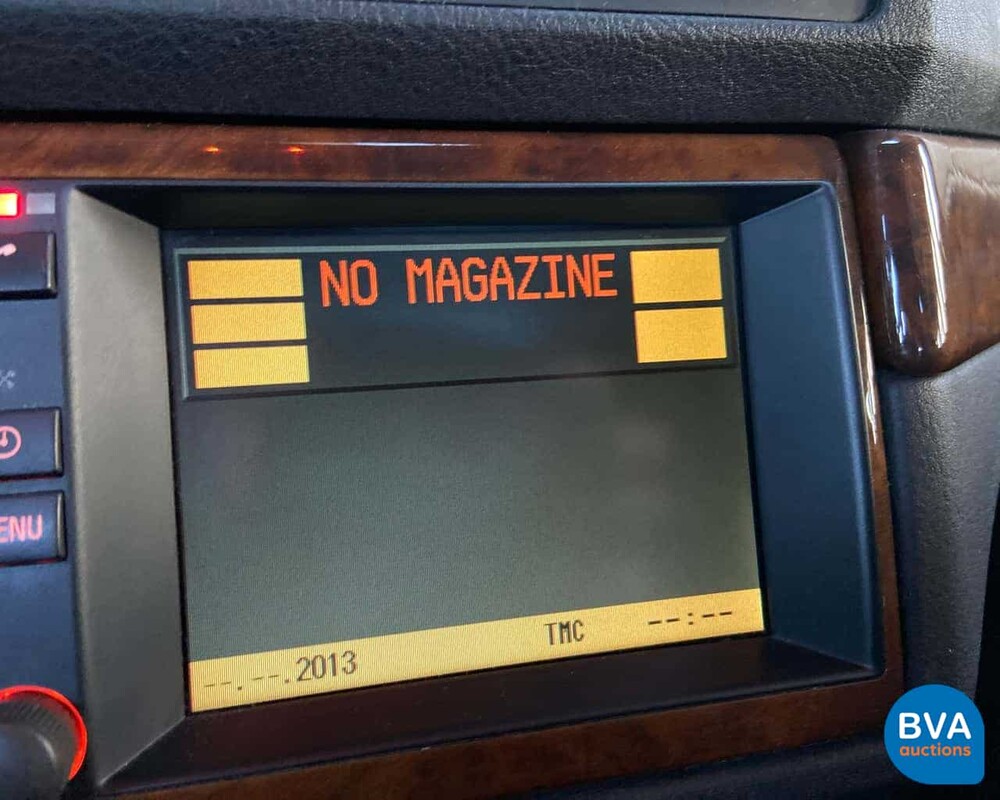 NO MAGAZINE
ENU
--.--.2013 TMC --:--
BVA
auctions